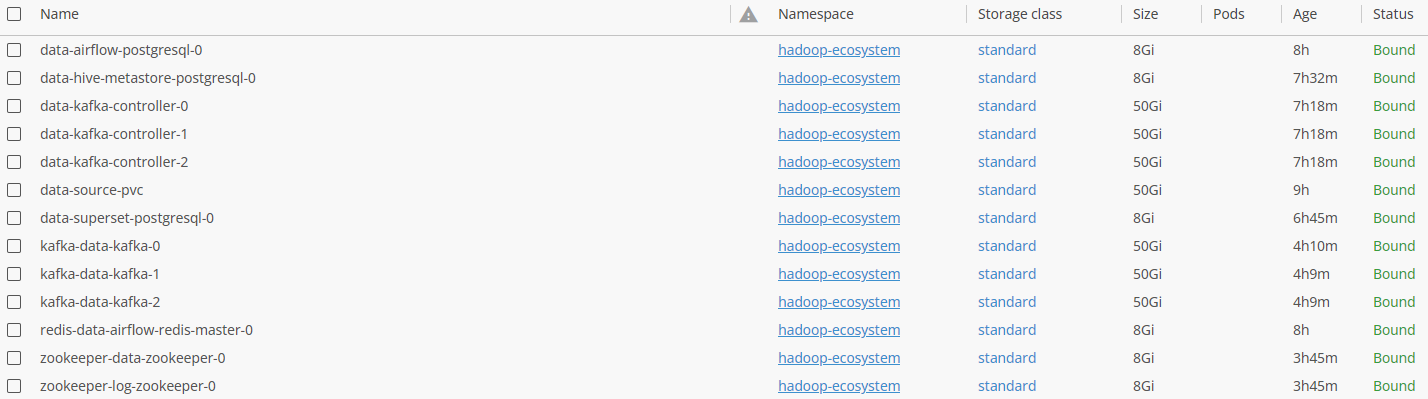 Name Namespace Storage class Size Pods Age Status
data-airflow-postgresql-0 hadoop-ecosystem standard 8Gi 8h Bound
data-hive-metastore-postgresql-0 hadoop-ecosystem standard 8Gi 7h32m Bound
data-kafka-controller-0 hadoop-ecosystem standard 50Gi 7h18m Bound
data-kafka-controller-1 hadoop-ecosystem standard 50Gi 7h18m Bound
data-kafka-controller-2 hadoop-ecosystem standard 50Gi 7h18m Bound
data-source-pvc hadoop-ecosystem standard 50Gi 9h Bound
data-superset-postgresql-0 hadoop-ecosystem standard 8Gi 6h45m Bound
kafka-data-kafka-0 hadoop-ecosystem standard 50Gi 4h10m Bound
kafka-data-kafka-1 hadoop-ecosystem standard 50Gi 4h9m Bound
kafka-data-kafka-2 hadoop-ecosystem standard 50Gi 4h9m Bound
redis-data-airflow-redis-master-0 hadoop-ecosystem standard 8Gi 8h Bound
zookeeper-data-zookeeper-0 hadoop-ecosystem standard 8Gi 3h45m Bound
zookeeper-log-zookeeper-0 hadoop-ecosystem standard 8Gi 3h45m Bound